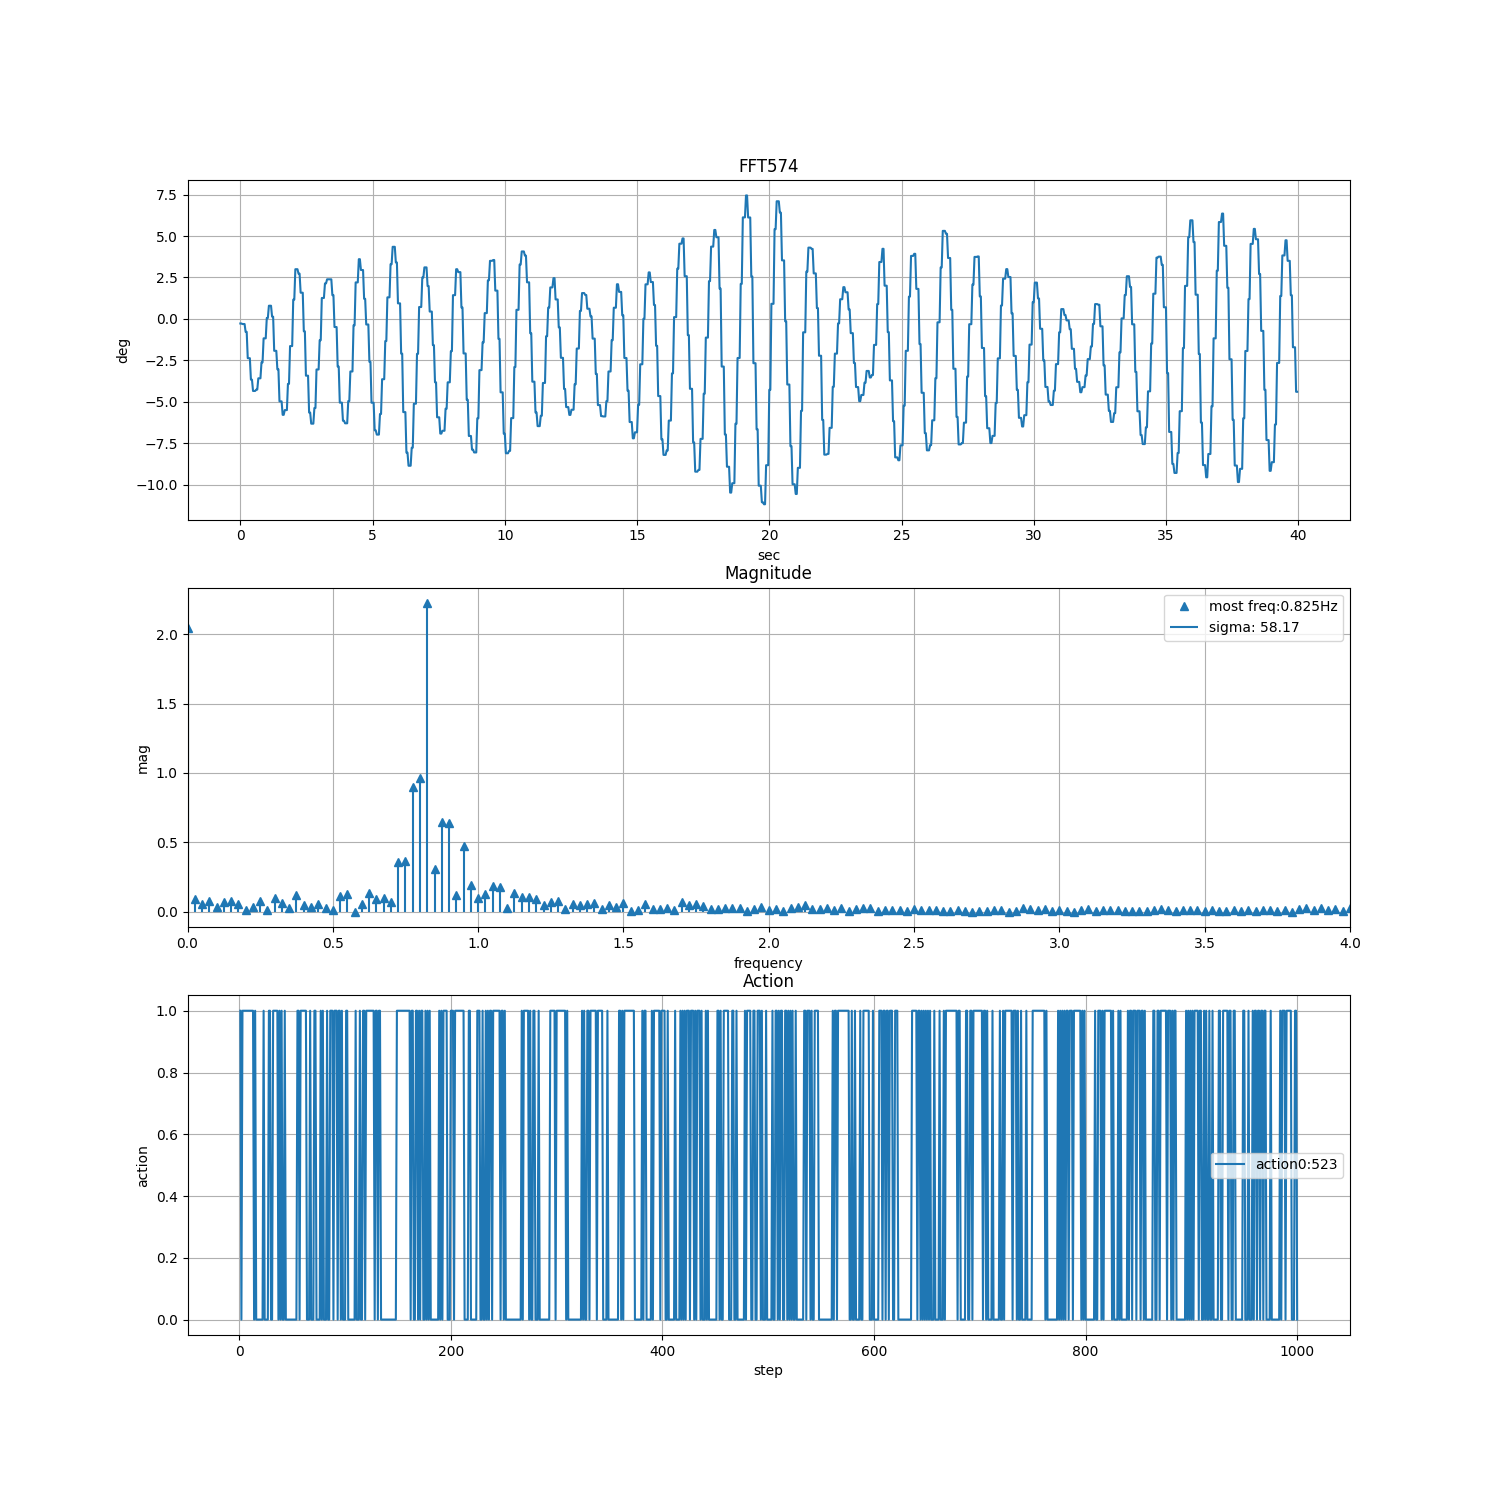 FFT574
7.5
5.0
2.5
0.0
−2.5
−5.0
−7.5
−10.0
deg
0 5 10 15 20 25 30 35 40
sec
Magnitude
most freq:0.825Hz
sigma: 58.17
2.0
1.5
1.0
0.5
0.0
mag
0.0 0.5 1.0 1.5 2.0 2.5 3.0 3.5 4.0
frequency
Action
1.0
0.8
0.6
0.4
0.2
0.0
action
action0:523
0 200 400 600 800 1000
step